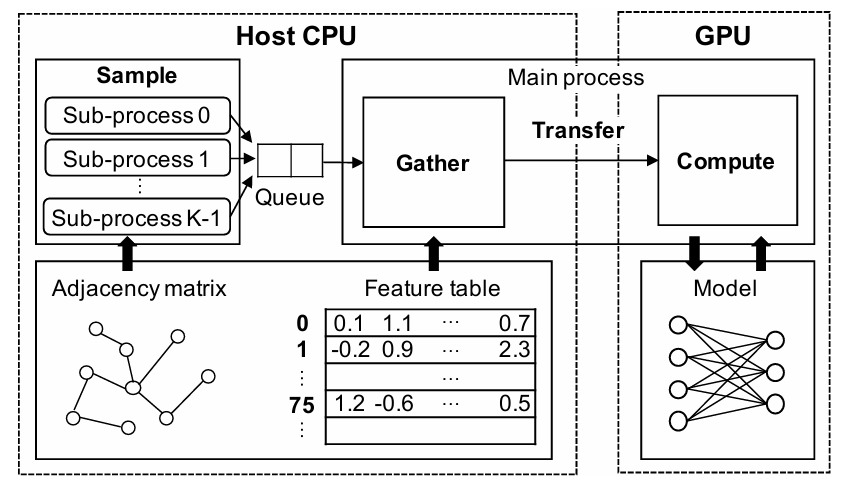 Host CPU
GPU
Sample
Sub-process 0
Sub-process 1
⋮
Sub-process K-1
Queue
Main process
Gather
Transfer
Compute
Adjacency matrix
Feature table
0 0.1 1.1 ⋯ 0.7
1 -0.2 0.9 ⋯ 2.3
⋮ ⋯
75 1.2 -0.6 ⋯ 0.5
⋮
Model